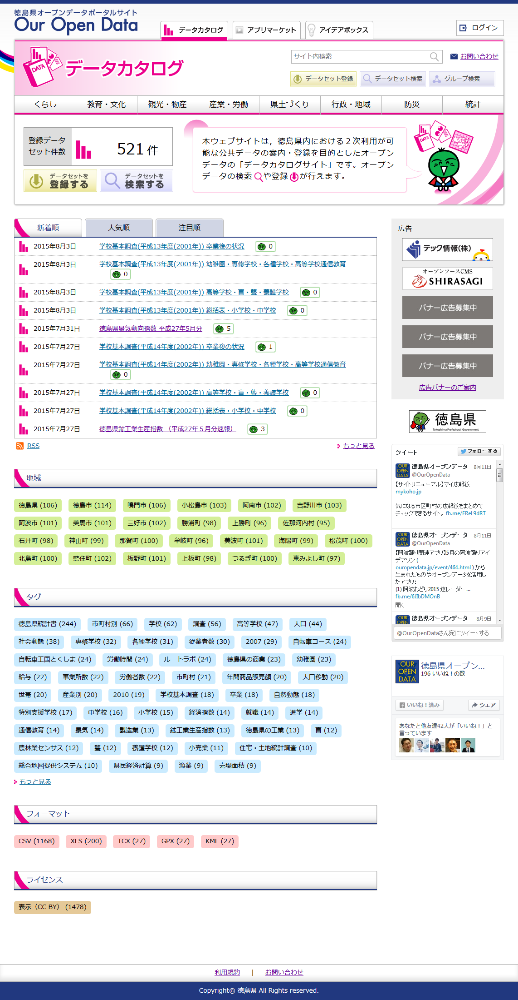 徳島県オープンデータポータルサイト
Our Open Data
データカタログ
アプリマーケット
アイデアボックス
ログイン
DATA
データカタログ
サイト内検索
お問い合わせ
データセット登録
データセット検索
グループ検索
くらし
教育・文化
観光・物産
産業・労働
県土づくり
行政・地域
防災
統計
登録データ
セット件数
521 件
データセットを
登録する
データセットを
検索する
本ウェブサイトは，徳島県内における２次利用が可
能な公共データの案内・登録を目的としたオープン
データの「データカタログサイト」です。オープン
データの検索や登録が行えます。
DATA
新着順
人気順
注目順
2015年8月3日 学校基本調査(平成13年度(2001年)) 卒業後の状況 0
2015年8月3日 学校基本調査(平成13年度(2001年)) 幼稚園・専修学校・各種学校・高等学校通信教育
0
2015年8月3日 学校基本調査(平成13年度(2001年)) 高等学校・盲・聾・養護学校 0
2015年8月3日 学校基本調査(平成13年度(2001年)) 総括表・小学校・中学校 0
2015年7月31日 徳島県景気動向指数 平成27年5月分 5
2015年7月27日 学校基本調査(平成14年度(2002年)) 卒業後の状況 1
2015年7月27日 学校基本調査(平成14年度(2002年)) 幼稚園・専修学校・各種学校・高等学校通信教育
0
2015年7月27日 学校基本調査(平成14年度(2002年)) 高等学校・盲・聾・養護学校 0
2015年7月27日 学校基本調査(平成14年度(2002年)) 総括表・小学校・中学校 0
2015年7月27日 徳島県鉱工業生産指数 （平成27年５月分速報） 3
RSS
もっと見る
地域
徳島県 (106) 徳島市 (114) 鳴門市 (106) 小松島市 (103) 阿南市 (102) 吉野川市 (103)
阿波市 (101) 美馬市 (101) 三好市 (102) 勝浦町 (98) 上勝町 (96) 佐那河内村 (95)
石井町 (98) 神山町 (99) 那賀町 (100) 牟岐町 (96) 美波町 (101) 海陽町 (99) 松茂町 (100)
北島町 (100) 藍住町 (102) 板野町 (101) 上板町 (98) つるぎ町 (100) 東みよし町 (97)
タグ
徳島県統計書 (244) 市町村別 (66) 学校 (62) 調査 (56) 高等学校 (47) 人口 (44)
社会動態 (38) 専修学校 (32) 各種学校 (31) 従業者数 (30) 2007 (29) 自転車コース (24)
自転車王国とくしま (24) 労働時間 (24) ルートラボ (24) 徳島県の商業 (23) 幼稚園 (23)
給与 (22) 事業所数 (22) 労働者数 (22) 市町村 (21) 年間商品販売額 (20) 人口移動 (20)
世帯 (20) 産業別 (20) 2010 (19) 学校基本調査 (18) 卒業 (18) 自然動態 (18)
特別支援学校 (17) 中学校 (16) 小学校 (15) 経済指数 (14) 就職 (14) 進学 (14)
通信教育 (14) 景気 (14) 製造業 (13) 鉱工業生産指数 (13) 徳島県の工業 (13) 盲 (12)
農林業センサス (12) 聾 (12) 養護学校 (12) 小売業 (11) 住宅・土地統計調査 (10)
総合地図提供システム (10) 県民経済計算 (9) 漁業 (9) 売場面積 (9)
もっと見る
フォーマット
CSV (1168) XLS (200) TCX (27) GPX (27) KML (27)
ライセンス
表示（CC BY） (1478)
広告
テック情報(株)
オープンソースCMS
SHIRASAGI
バナー広告募集中
バナー広告募集中
バナー広告募集中
広告バナーのご案内
徳島県
Tokushima Prefectural Government
ツイート
フォローする
OUR OPEN DATA
徳島県オープンデータ 8月11日
@OurOpenData
【サイトリニューアル】マイ広報紙
mykoho.jp
気になる市区町村の広報紙をまとめて
チェックできるサイト。 fb.me/EReL9dRT
OUR OPEN DATA
徳島県オープンデータ 8月11日
@OurOpenData
【阿波踊り関連アプリ】5月の阿波踊りアイ
デアソン (
ouropendata.jp/event/464.html ) から
生まれたものやオープンデータを活用し
たアプリ：
(1) 阿波おどり2015 連レーダー...
fb.me/6JIbDMOnB
開く
OUR OPEN
徳島県オープンデータ 8月9日
@OurOpenDataさん宛にツイートする
OUR OPEN DATA
徳島県オープン...
196 いいね！の数
いいね！済み
シェア
あなたと他友達42人が「いいね！」と
言っています
利用規約 | お問い合わせ
Copyright© 徳島県 All Rights reserved.